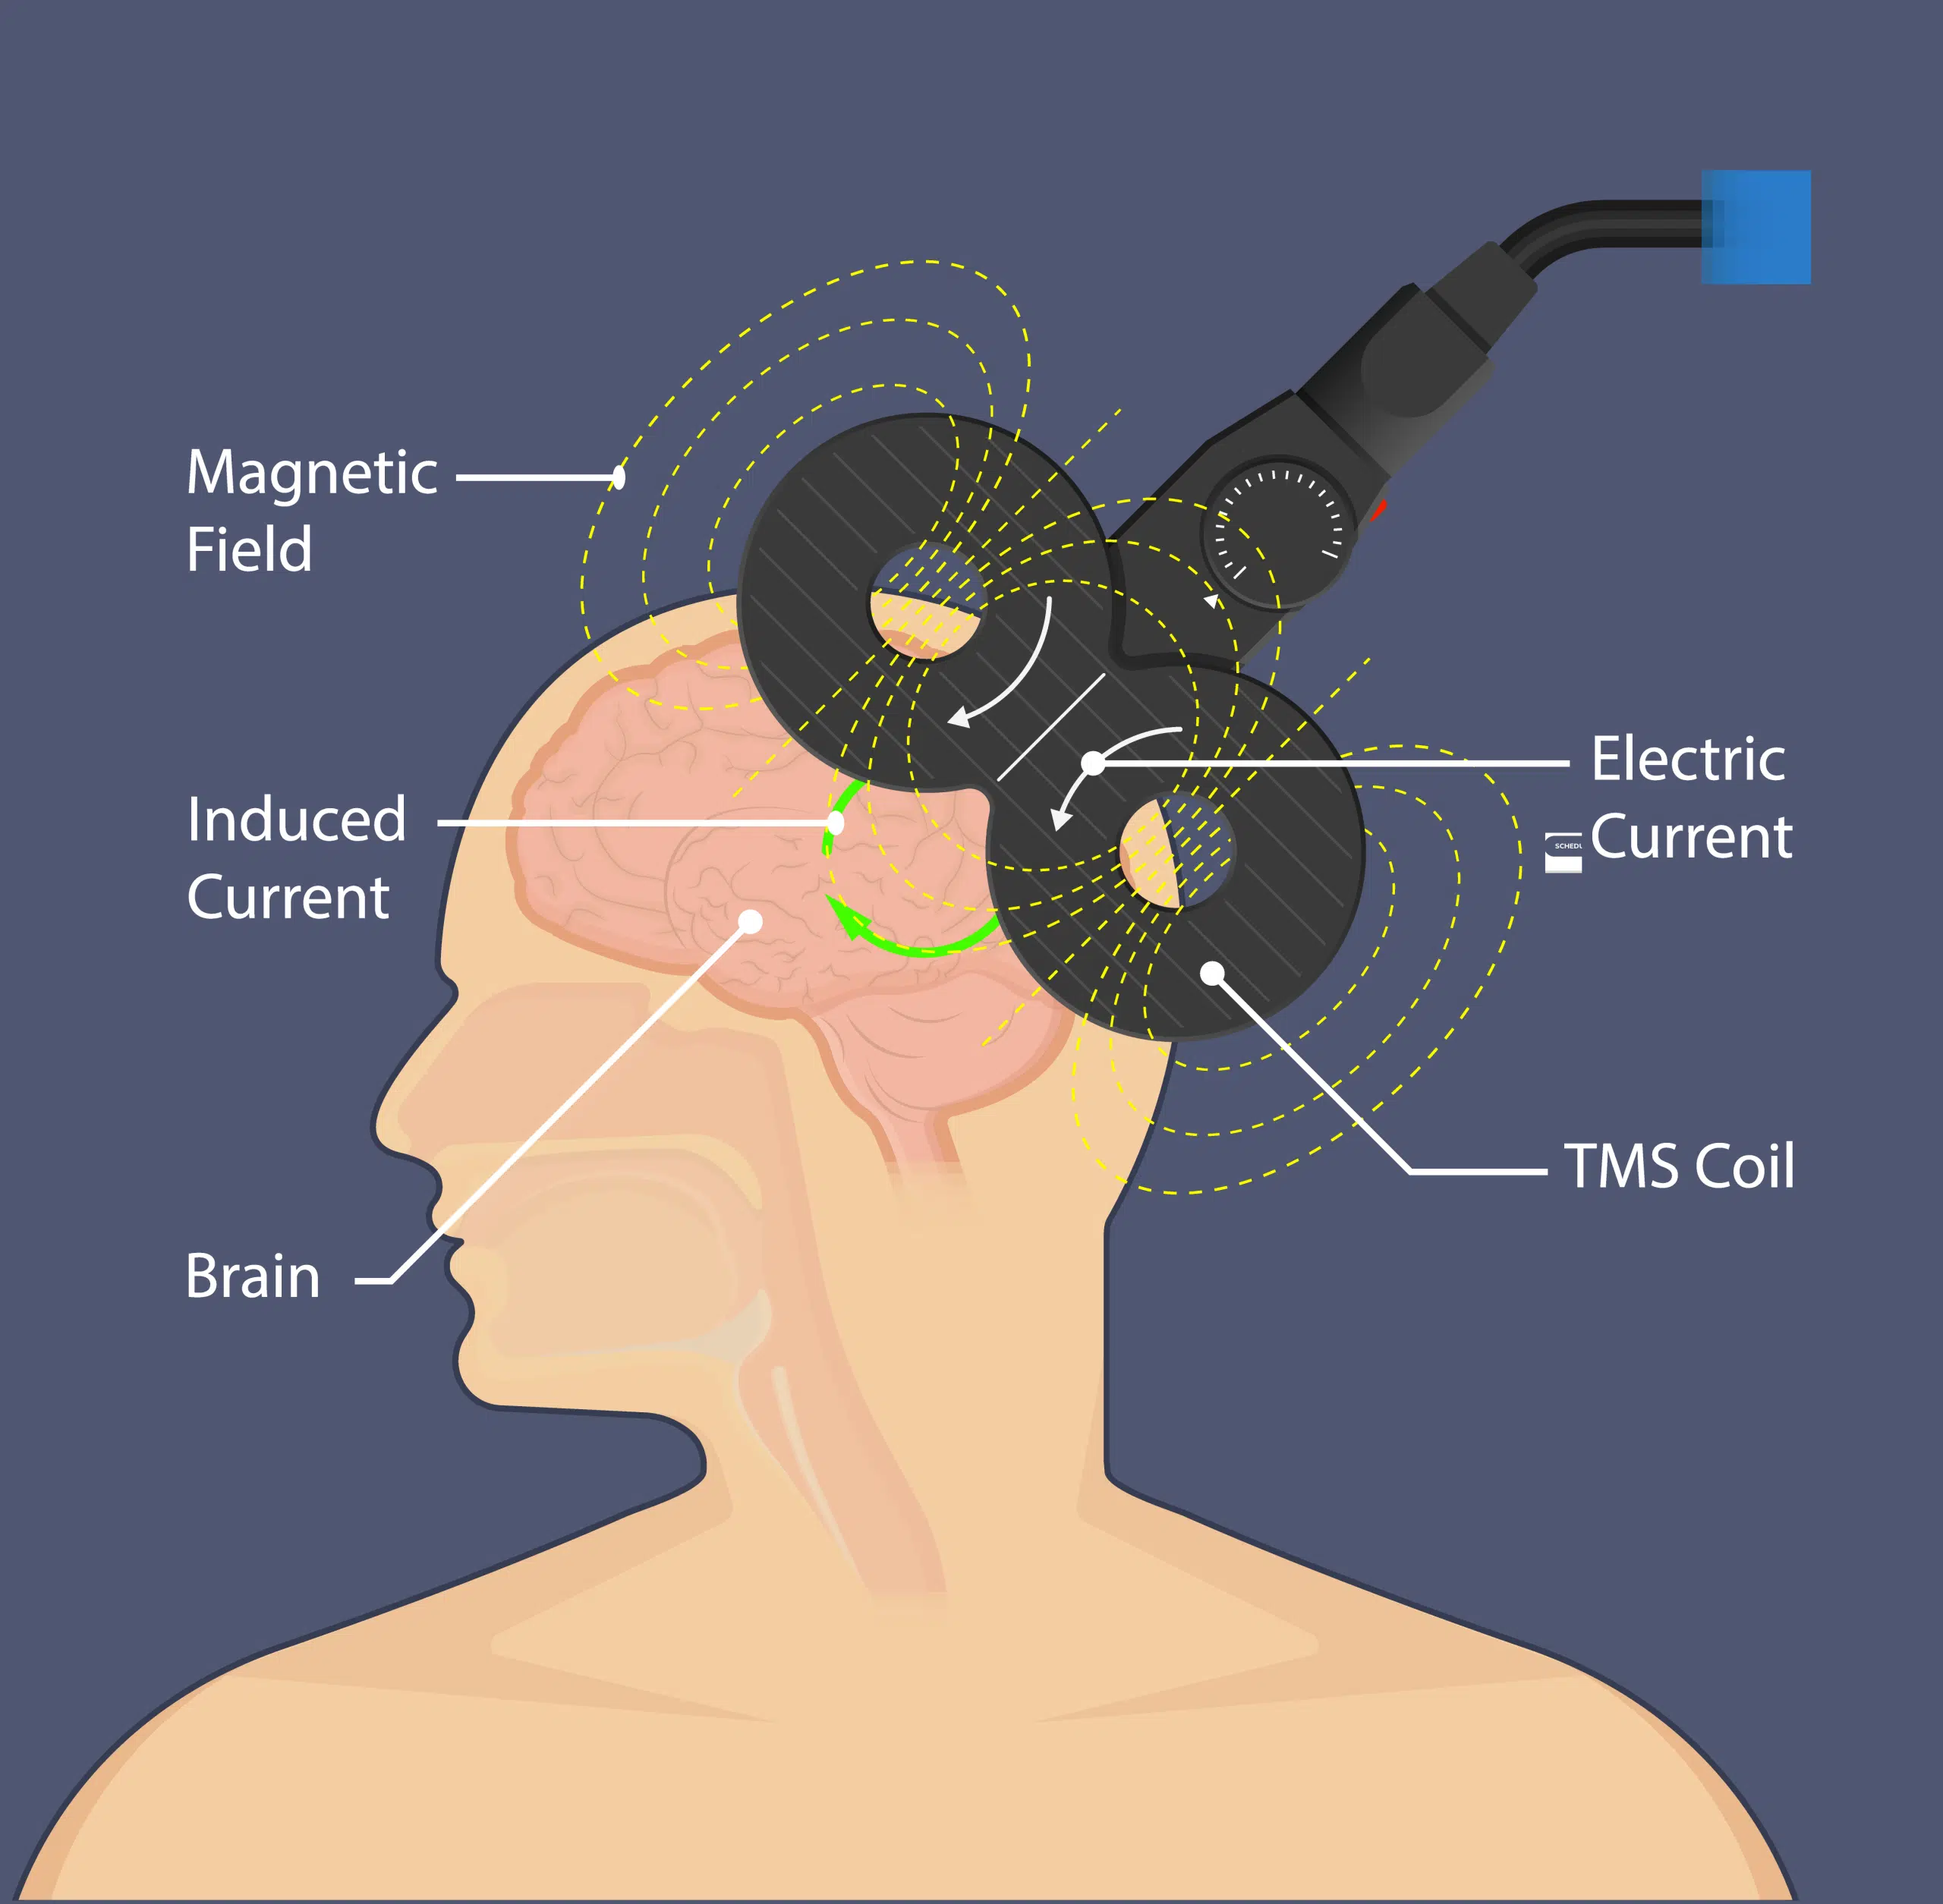 Magnetic
Field
Induced
Current
Brain
Electric
Current
TMS Coil